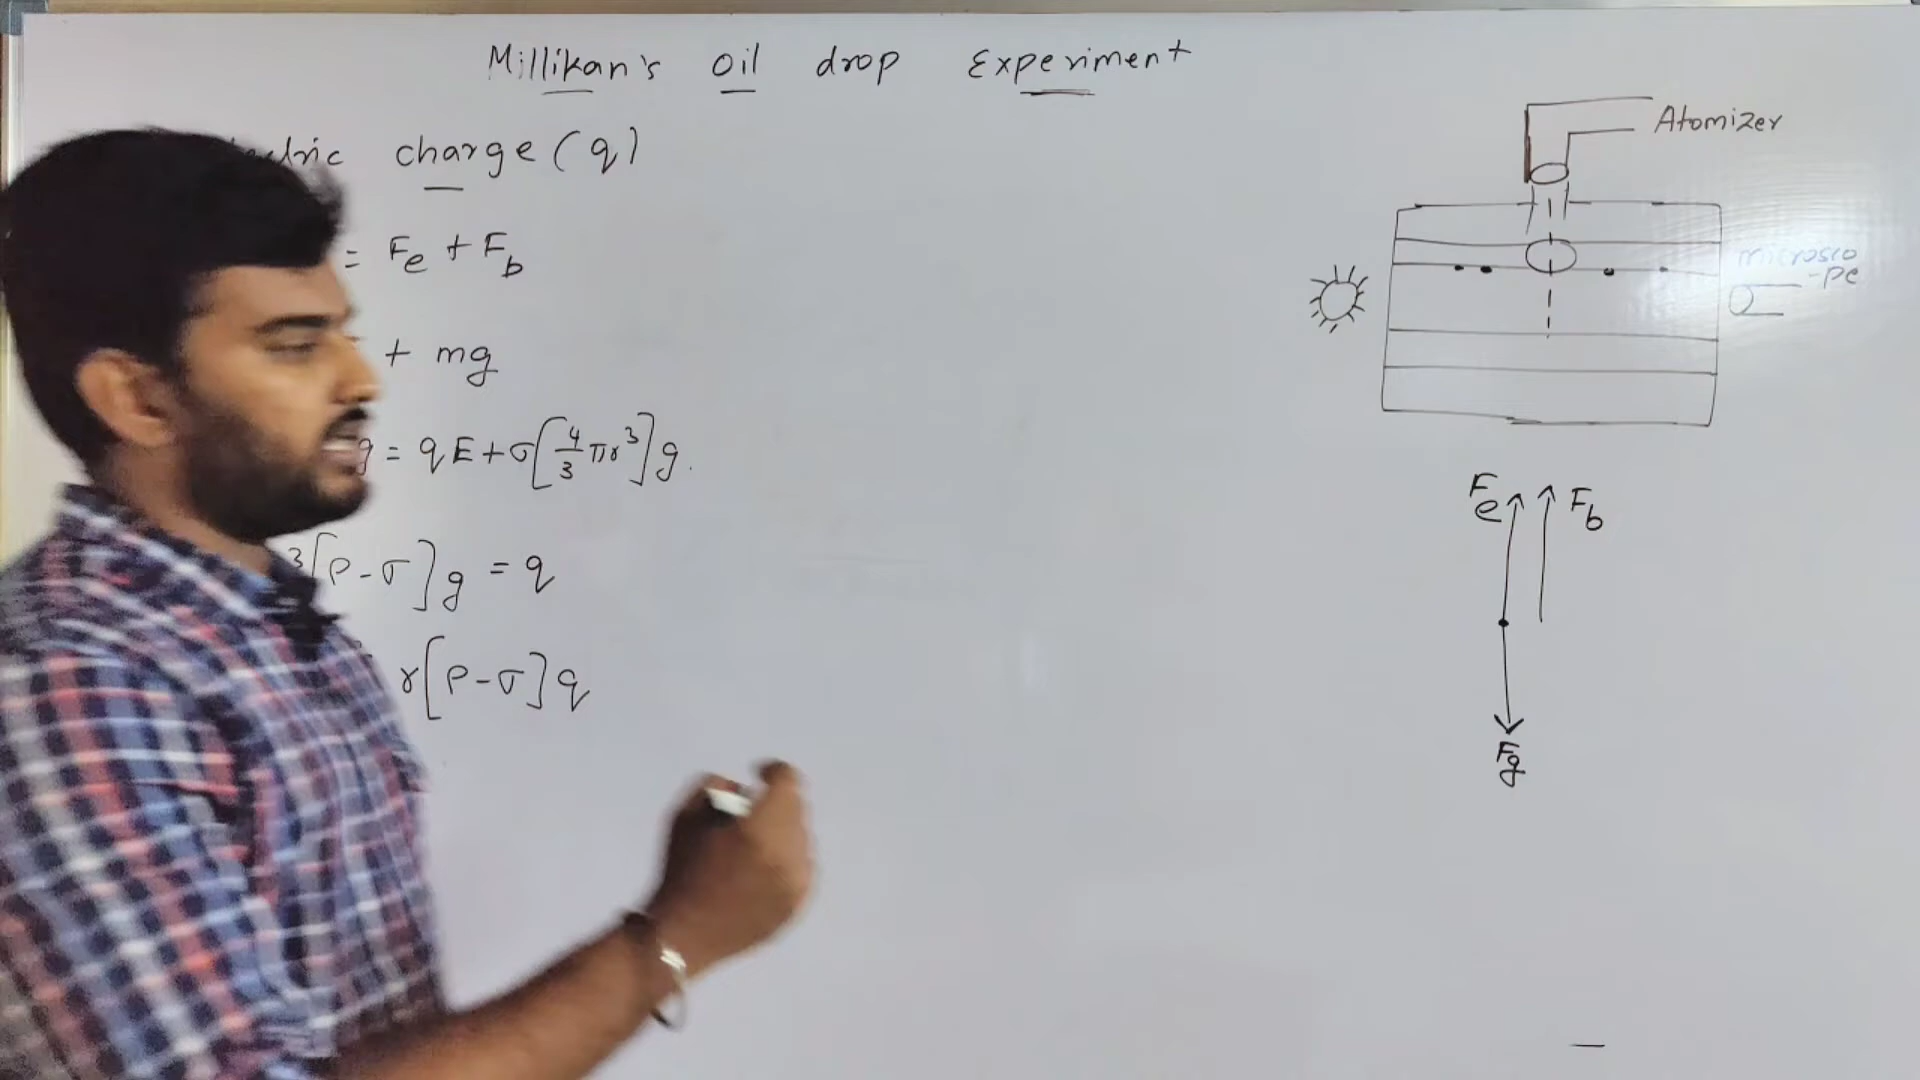 Millikan's oil drop Experiment
charge (q)
= Fe + Fb
+ mg
g = qE + σ[4/3 πr³]g.
³[ρ-σ]g = q
r[ρ-σ]q
Atomizer
microsco
-pe
Fe Fb
Fg